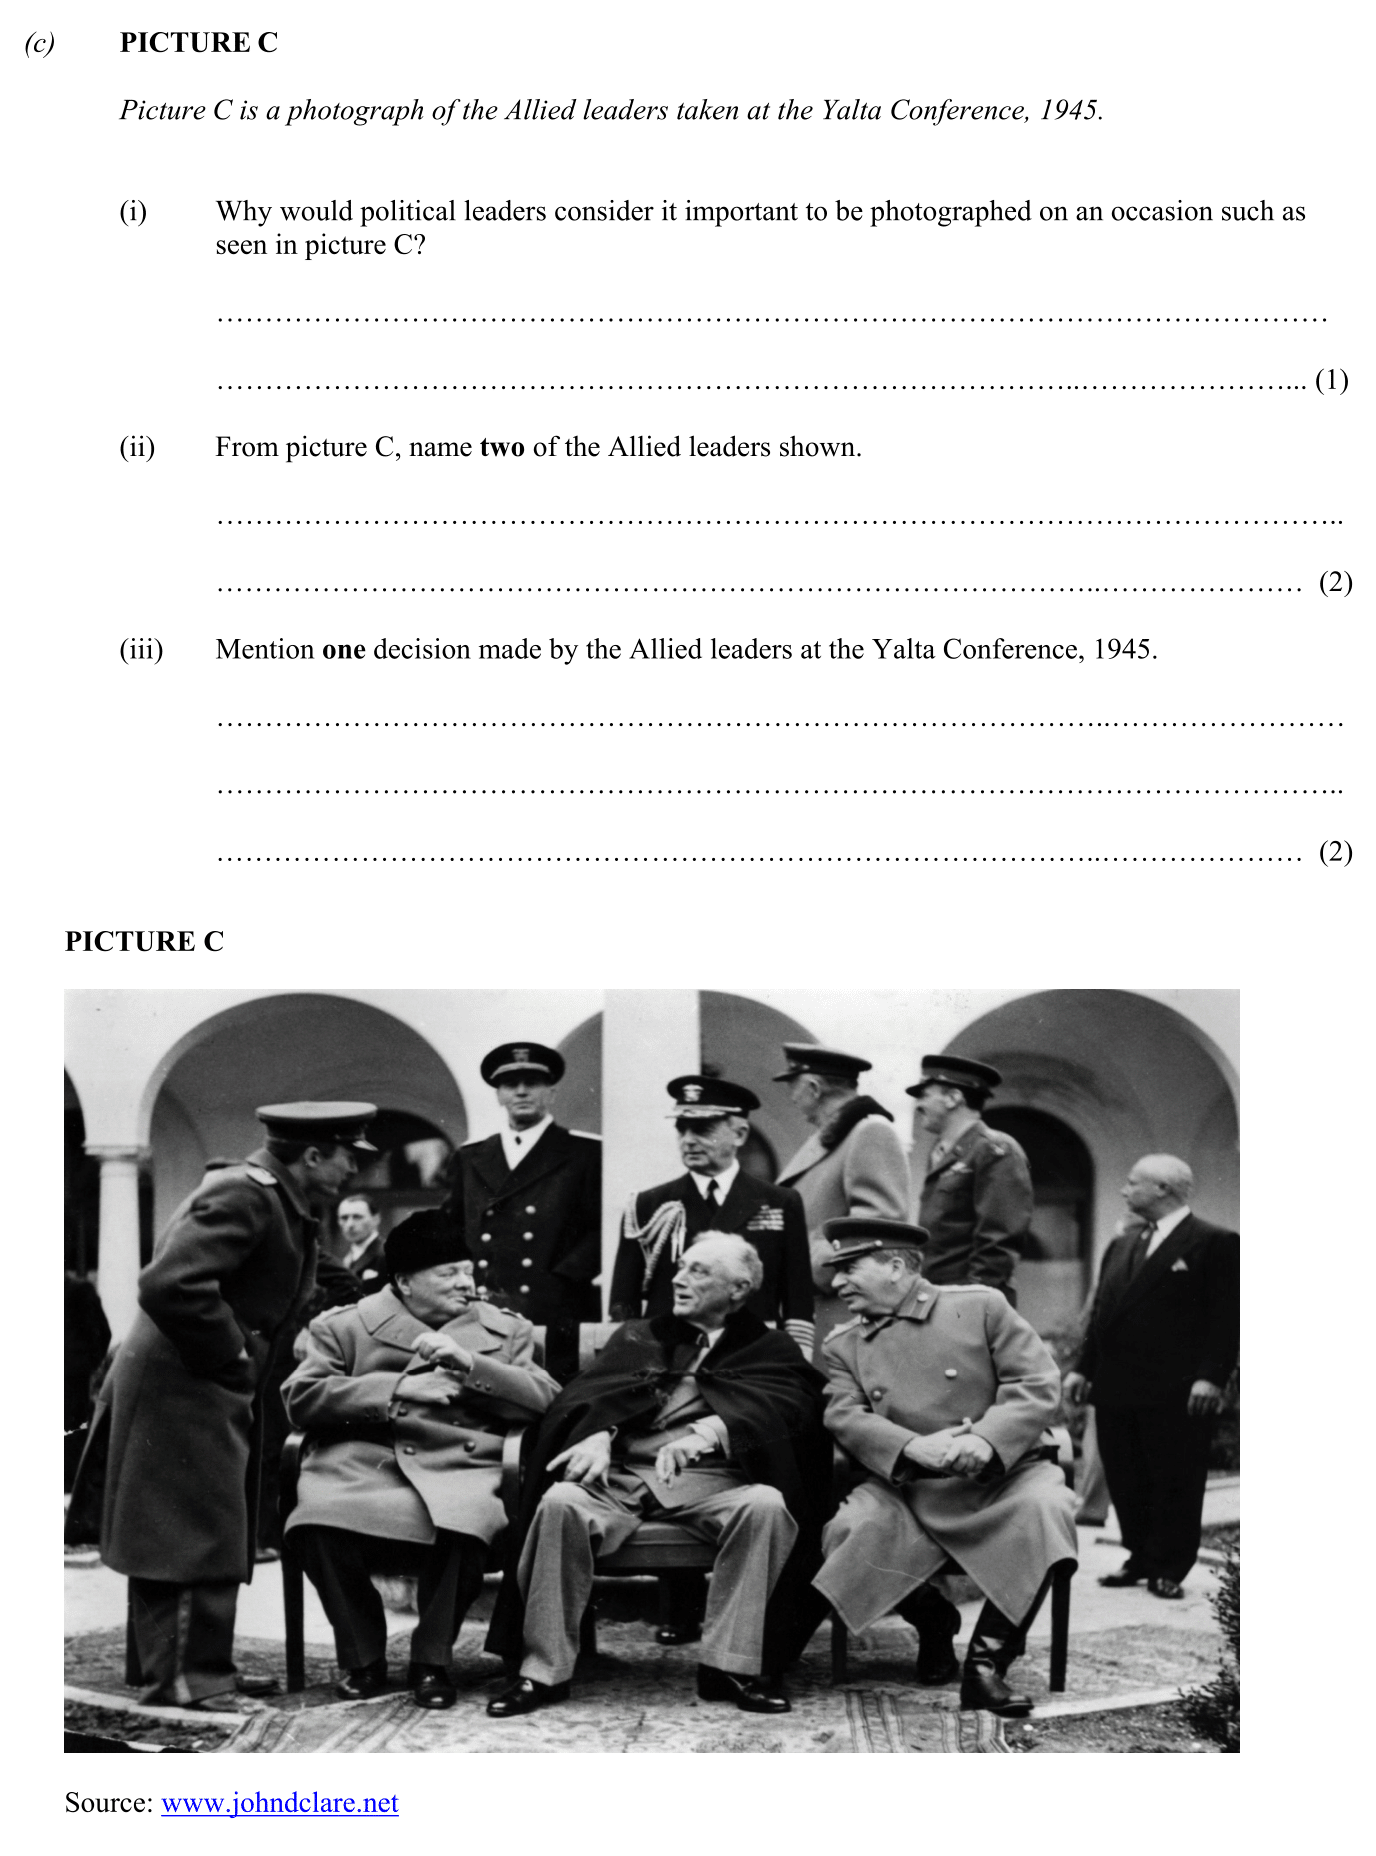 (c) PICTURE C
Picture C is a photograph of the Allied leaders taken at the Yalta Conference, 1945.
(i) Why would political leaders consider it important to be photographed on an occasion such as
seen in picture C?
……………………………………………………………………………………………………
………………………………………………………………………………..…………………... (1)
(ii) From picture C, name two of the Allied leaders shown.
……………………………………………………………………………………………………..
………………………………………………………………………………..………………… (2)
(iii) Mention one decision made by the Allied leaders at the Yalta Conference, 1945.
………………………………………………………………………………..……………………
……………………………………………………………………………………………………..
………………………………………………………………………………..………………… (2)
PICTURE C
Source: www.johndclare.net